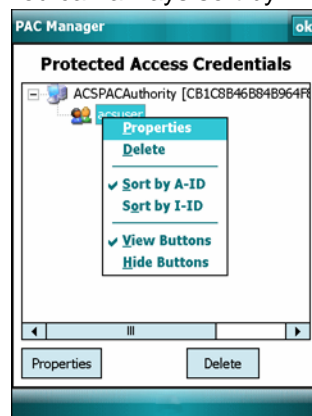 PAC Manager ok
Protected Access Credentials
ACSPACAuthority [CB1C8B46B84B964F
acsuser
Properties
Delete
Sort by A-ID
Sort by I-ID
View Buttons
Hide Buttons
Properties Delete